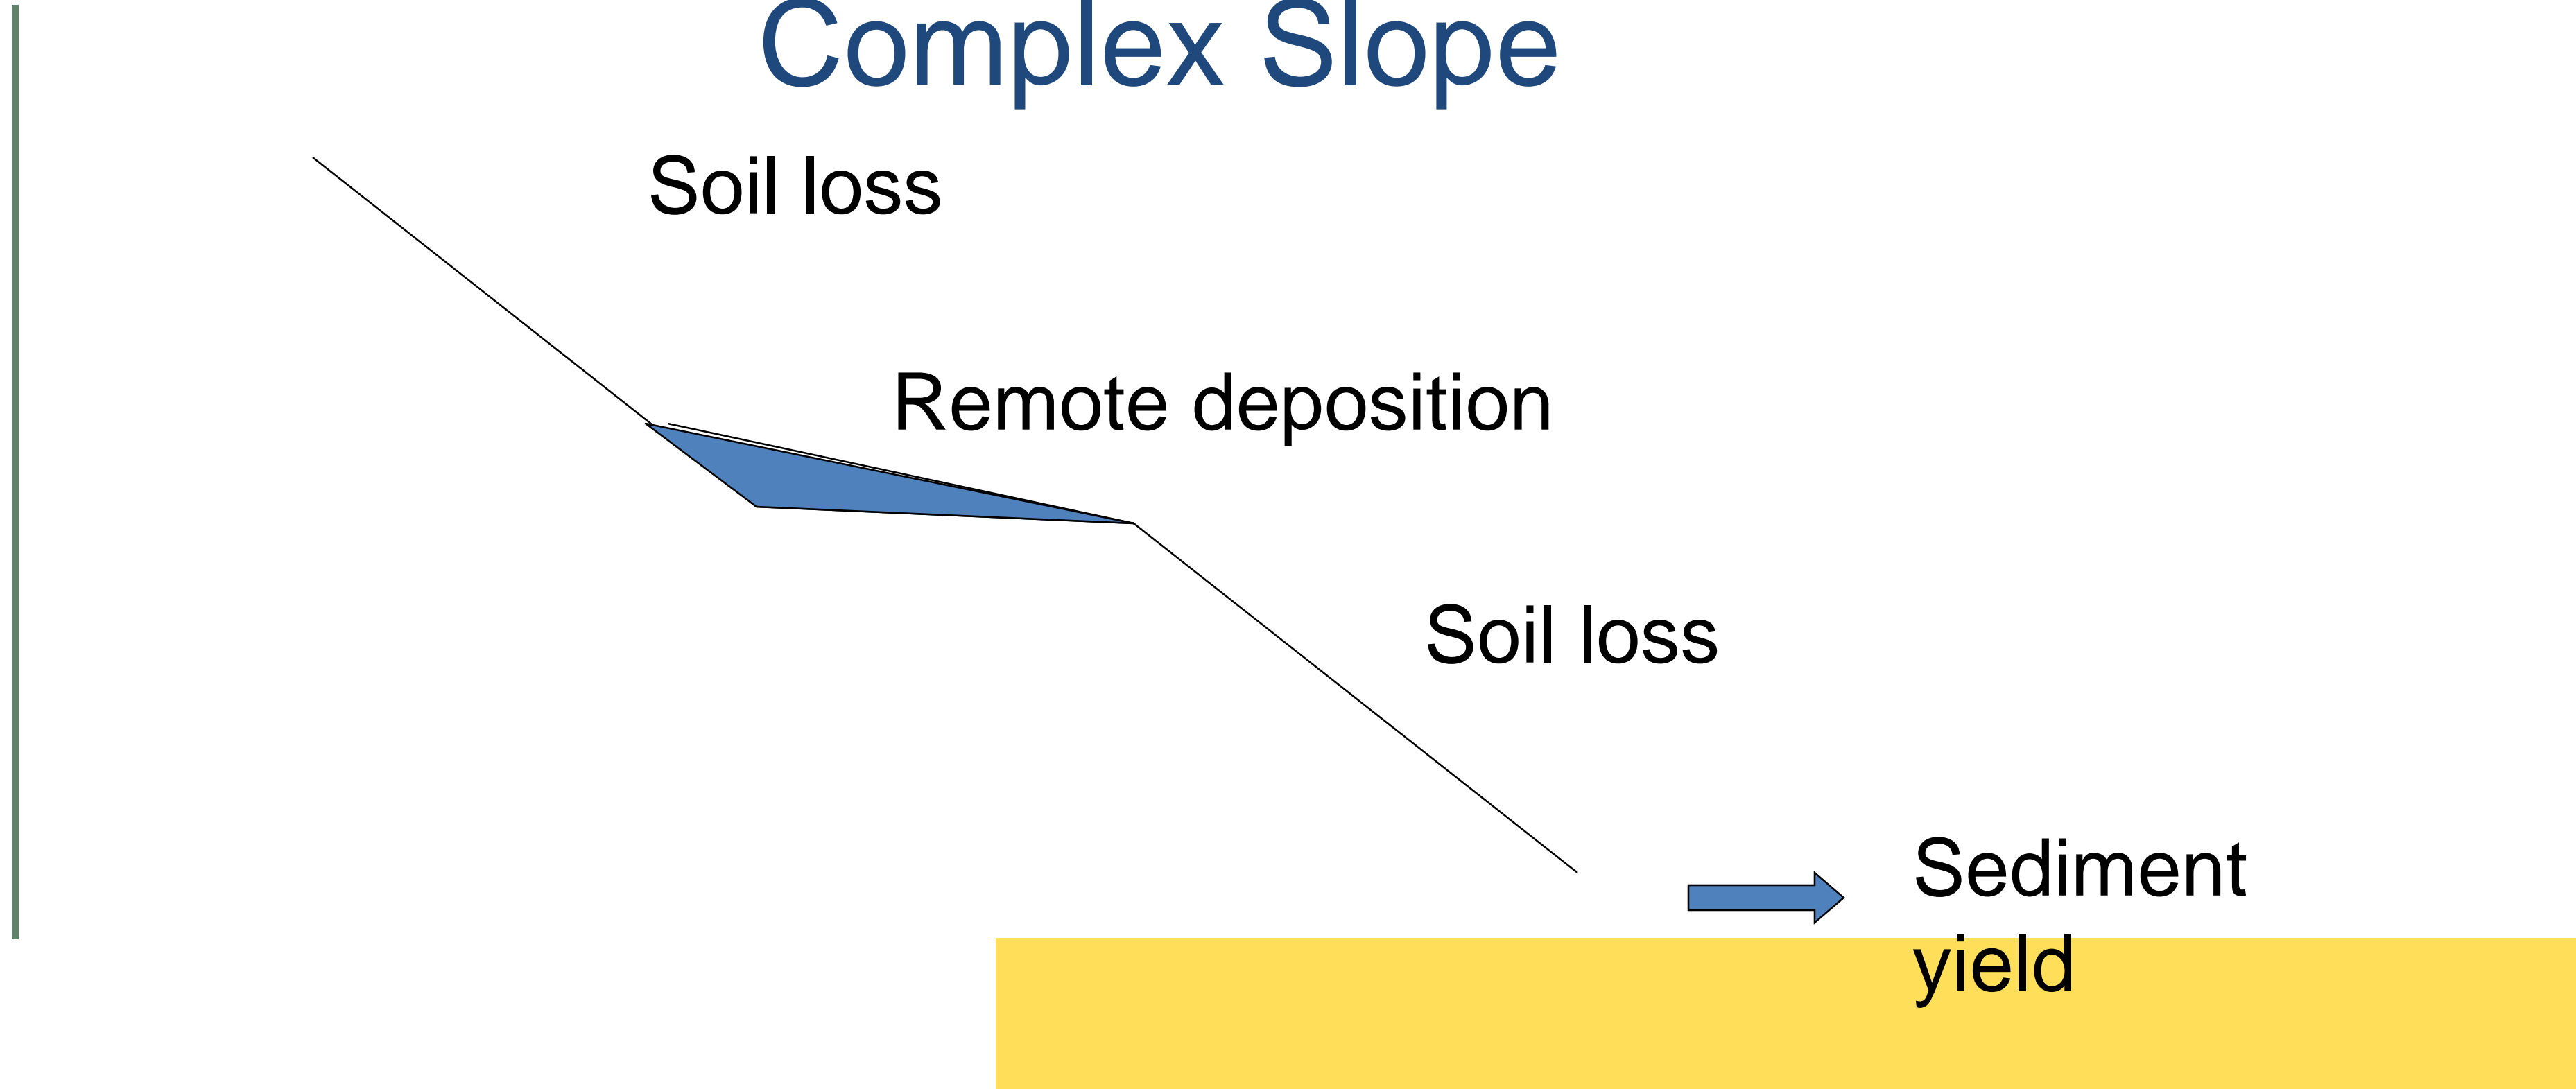 Complex Slope
Soil loss
Remote deposition
Soil loss
Sediment
yield